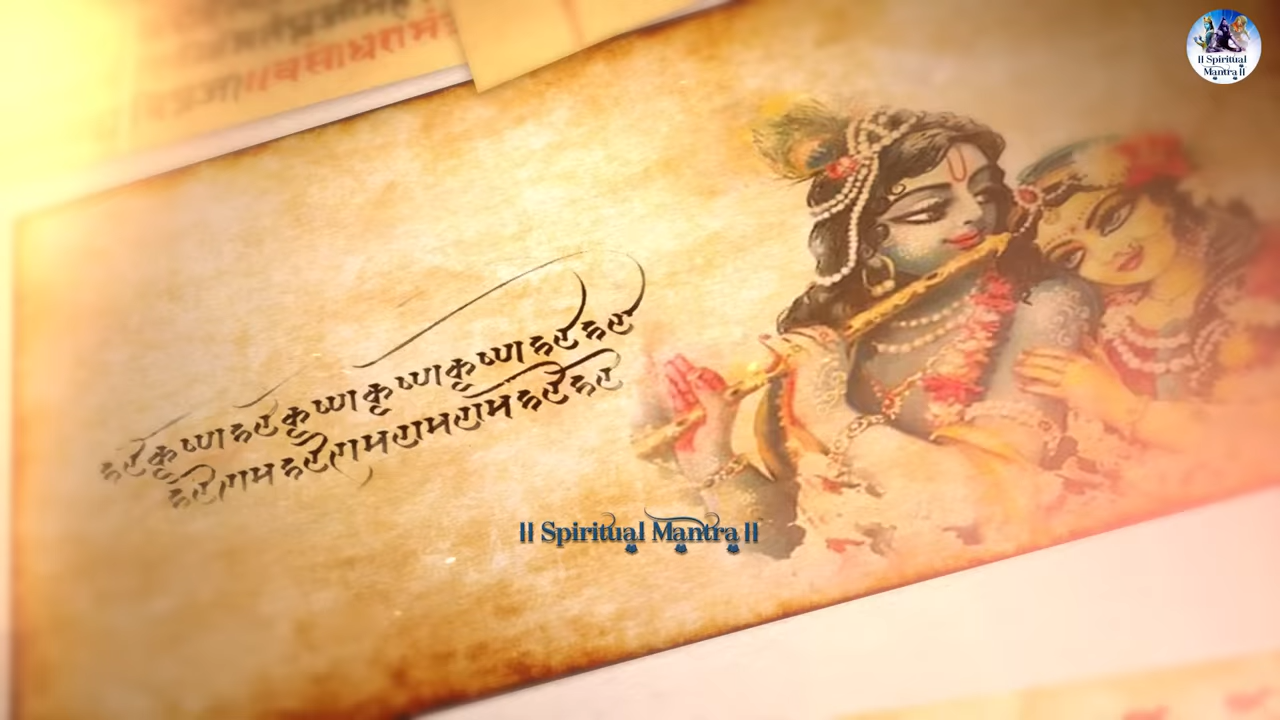 || Spiritual
Mantra ||
हरे कृष्ण हरे कृष्ण कृष्ण कृष्ण हरे हरे
हरे राम हरे राम राम राम हरे हरे
|| Spiritual Mantra ||